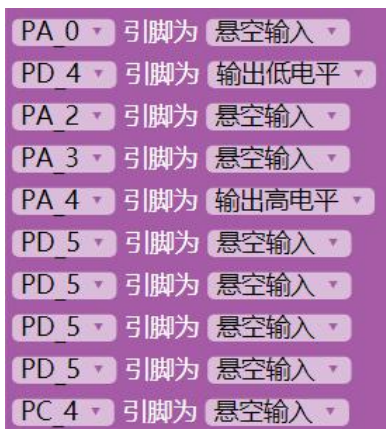 PA_0 引脚为 悬空输入
PD_4 引脚为 输出低电平
PA_2 引脚为 悬空输入
PA_3 引脚为 悬空输入
PA_4 引脚为 输出高电平
PD_5 引脚为 悬空输入
PD_5 引脚为 悬空输入
PD_5 引脚为 悬空输入
PD_5 引脚为 悬空输入
PC_4 引脚为 悬空输入